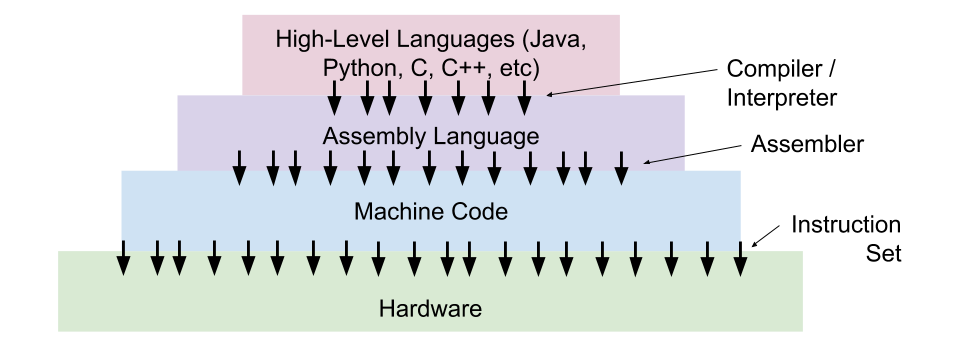 High-Level Languages (Java,
Python, C, C++, etc)
Compiler /
Interpreter
Assembly Language
Assembler
Machine Code
Instruction
Set
Hardware